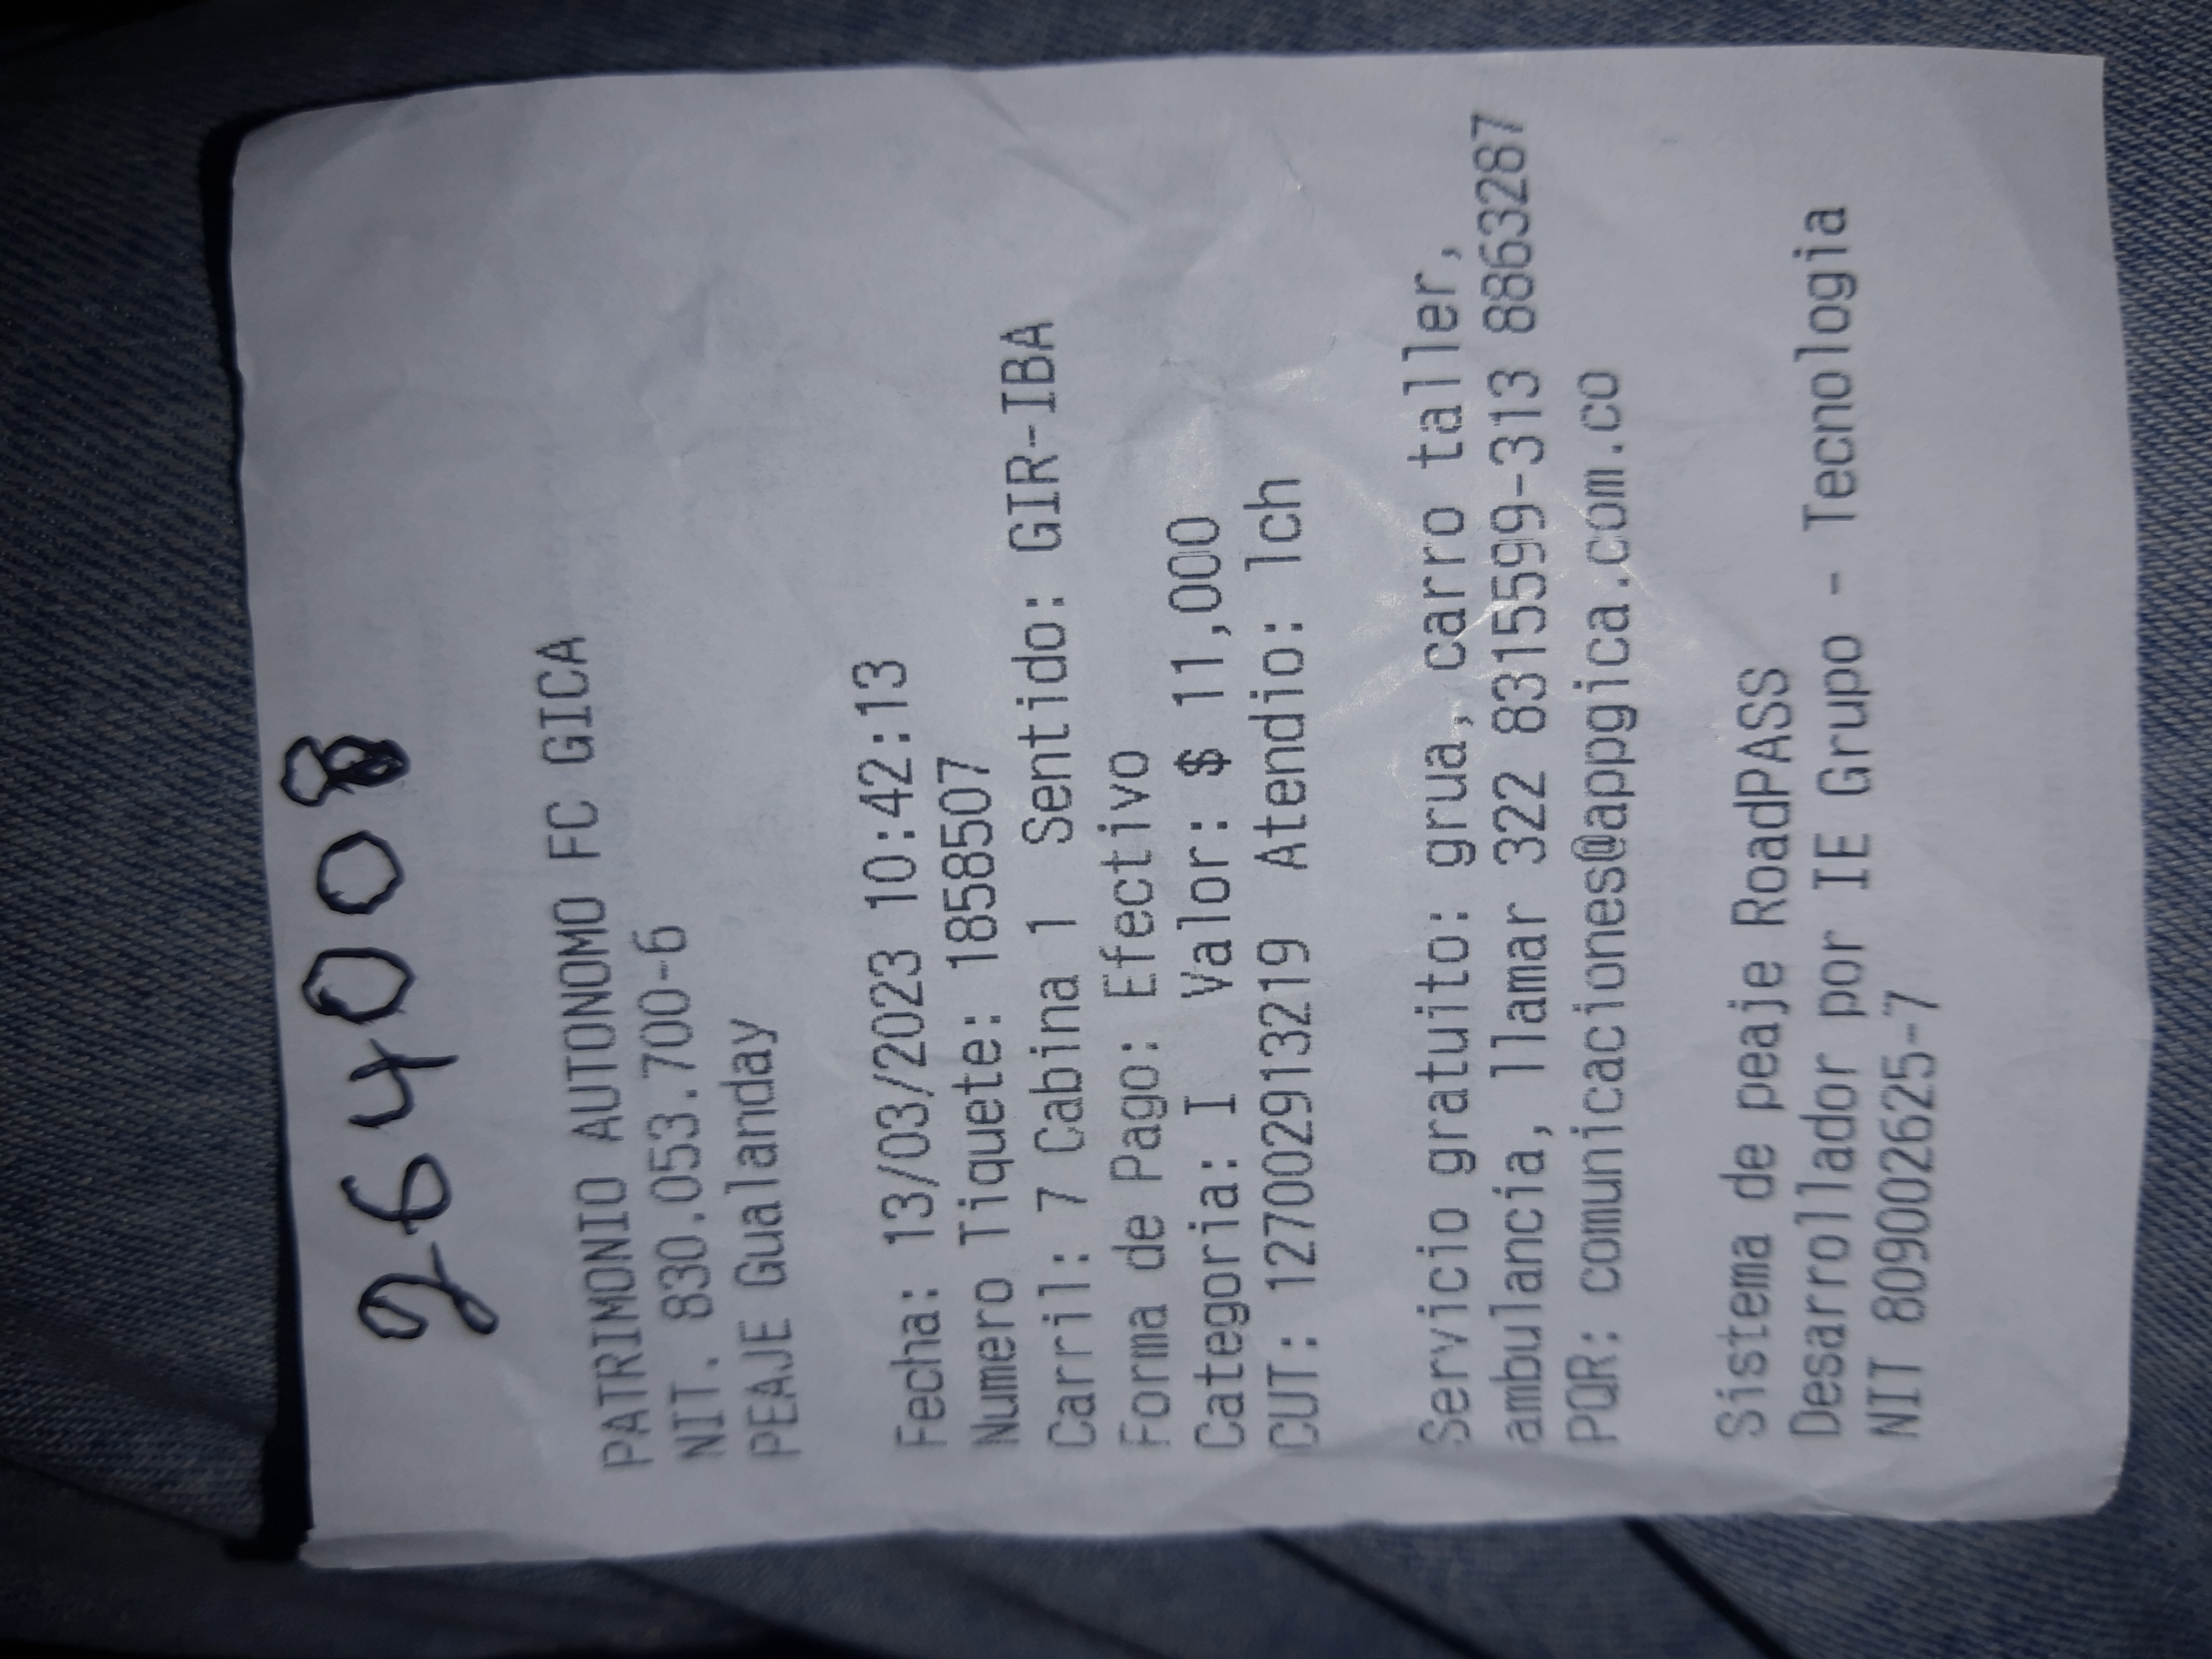 264008
PATRIMONIO AUTONOMO FC GICA
NIT. 830.053.700-6
PEAJE Gualanday
Fecha: 13/03/2023 10:42:13
Numero Tiquete: 1858507
Carril: 7 Cabina 1 Sentido: GIR-IBA
Forma de Pago: Efectivo
Categoria: I Valor: $ 11,000
CUT: 127002913219 Atendio: lch
Servicio gratuito: grua, carro taller,
ambulancia, llamar 322 8315599-313 8863287
PQR: comunicaciones@appgica.com.co
Sistema de peaje RoadPASS
Desarrollador por IE Grupo - Tecnologia
NIT 809002625-7